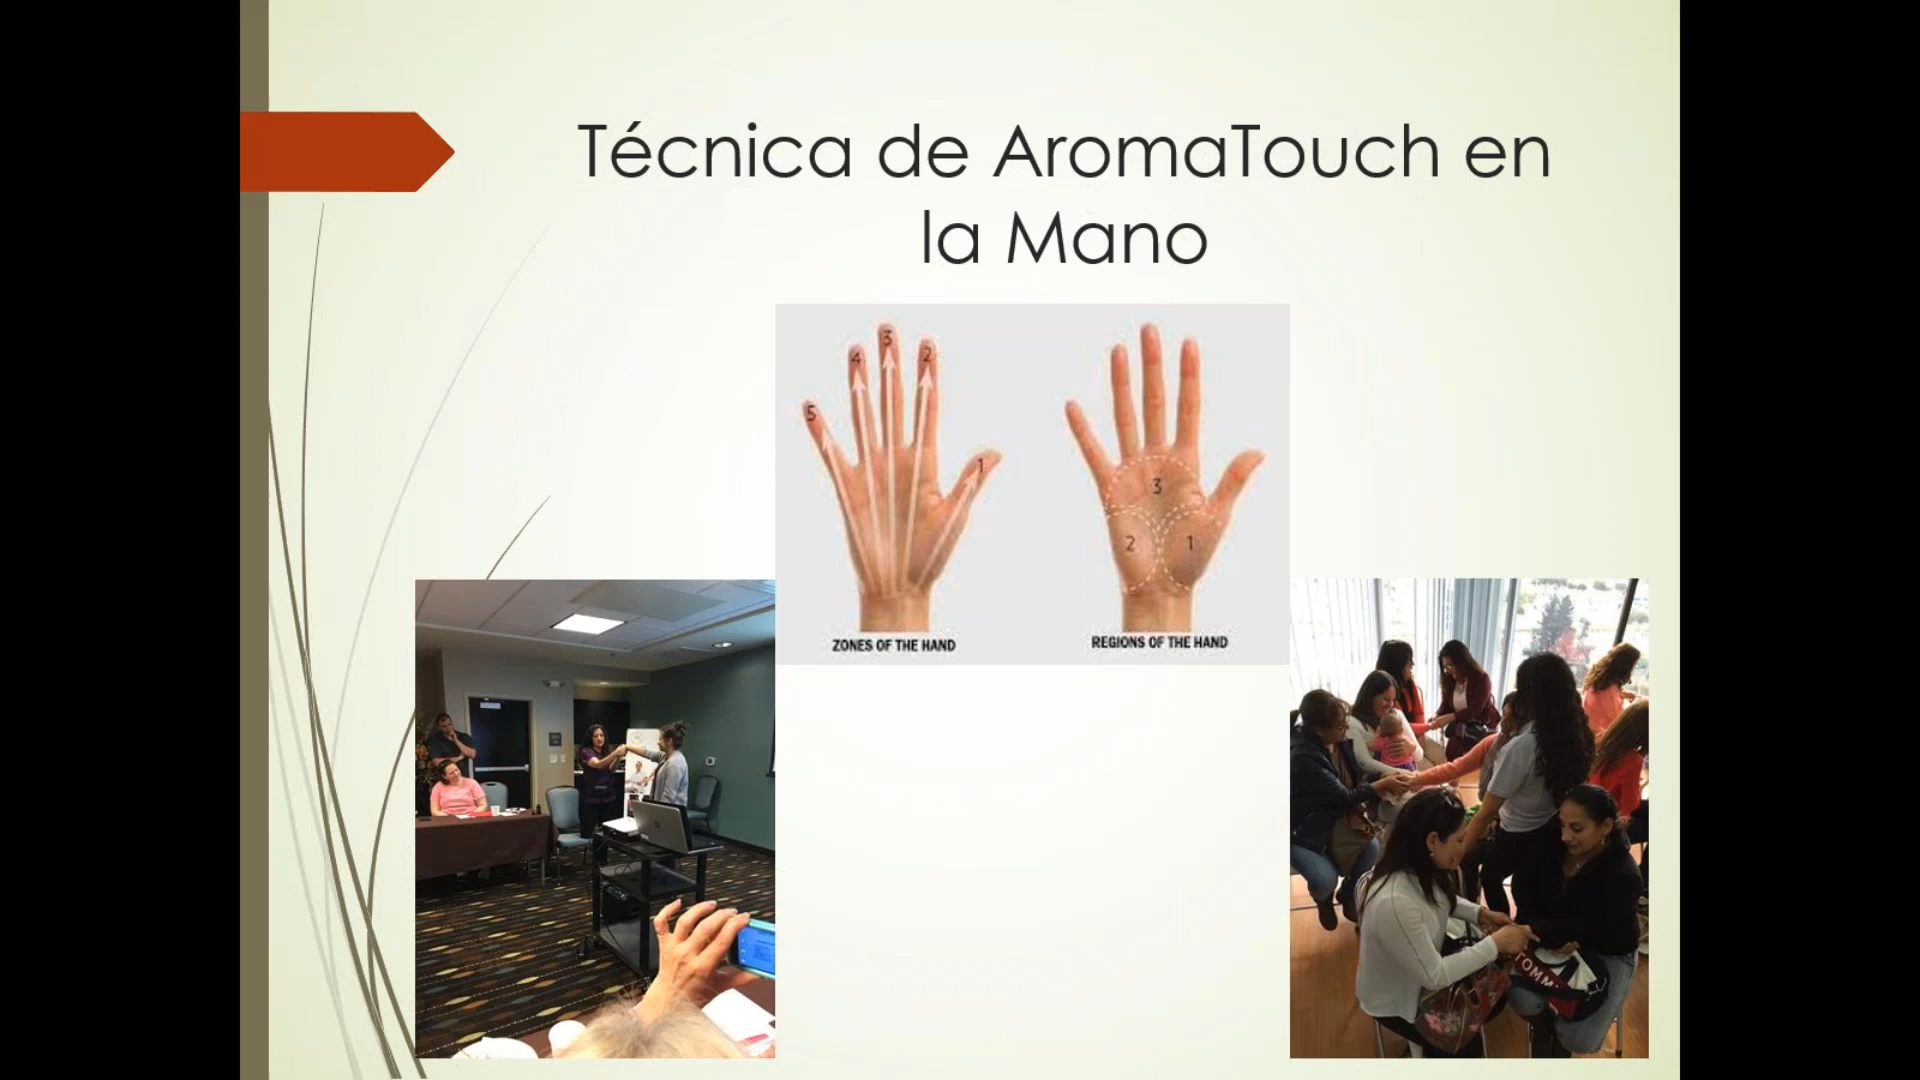 Técnica de AromaTouch en
la Mano
4
3
2
5
1
3
2
1
ZONES OF THE HAND
REGIONS OF THE HAND
TOMM